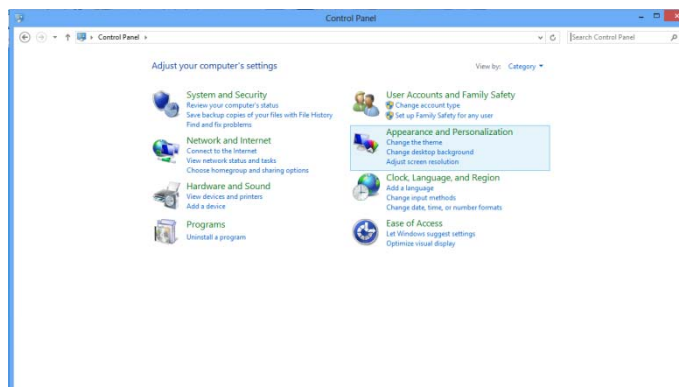 Control Panel
Control Panel
Search Control Panel
Adjust your computer's settings
View by: Category
System and Security
Review your computer's status
Save backup copies of your files with File History
Find and fix problems
Network and Internet
Connect to the Internet
View network status and tasks
Choose homegroup and sharing options
Hardware and Sound
View devices and printers
Add a device
Programs
Uninstall a program
User Accounts and Family Safety
Change account type
Set up Family Safety for any user
Appearance and Personalization
Change the theme
Change desktop background
Adjust screen resolution
Clock, Language, and Region
Add a language
Change input methods
Change date, time, or number formats
Ease of Access
Let Windows suggest settings
Optimize visual display